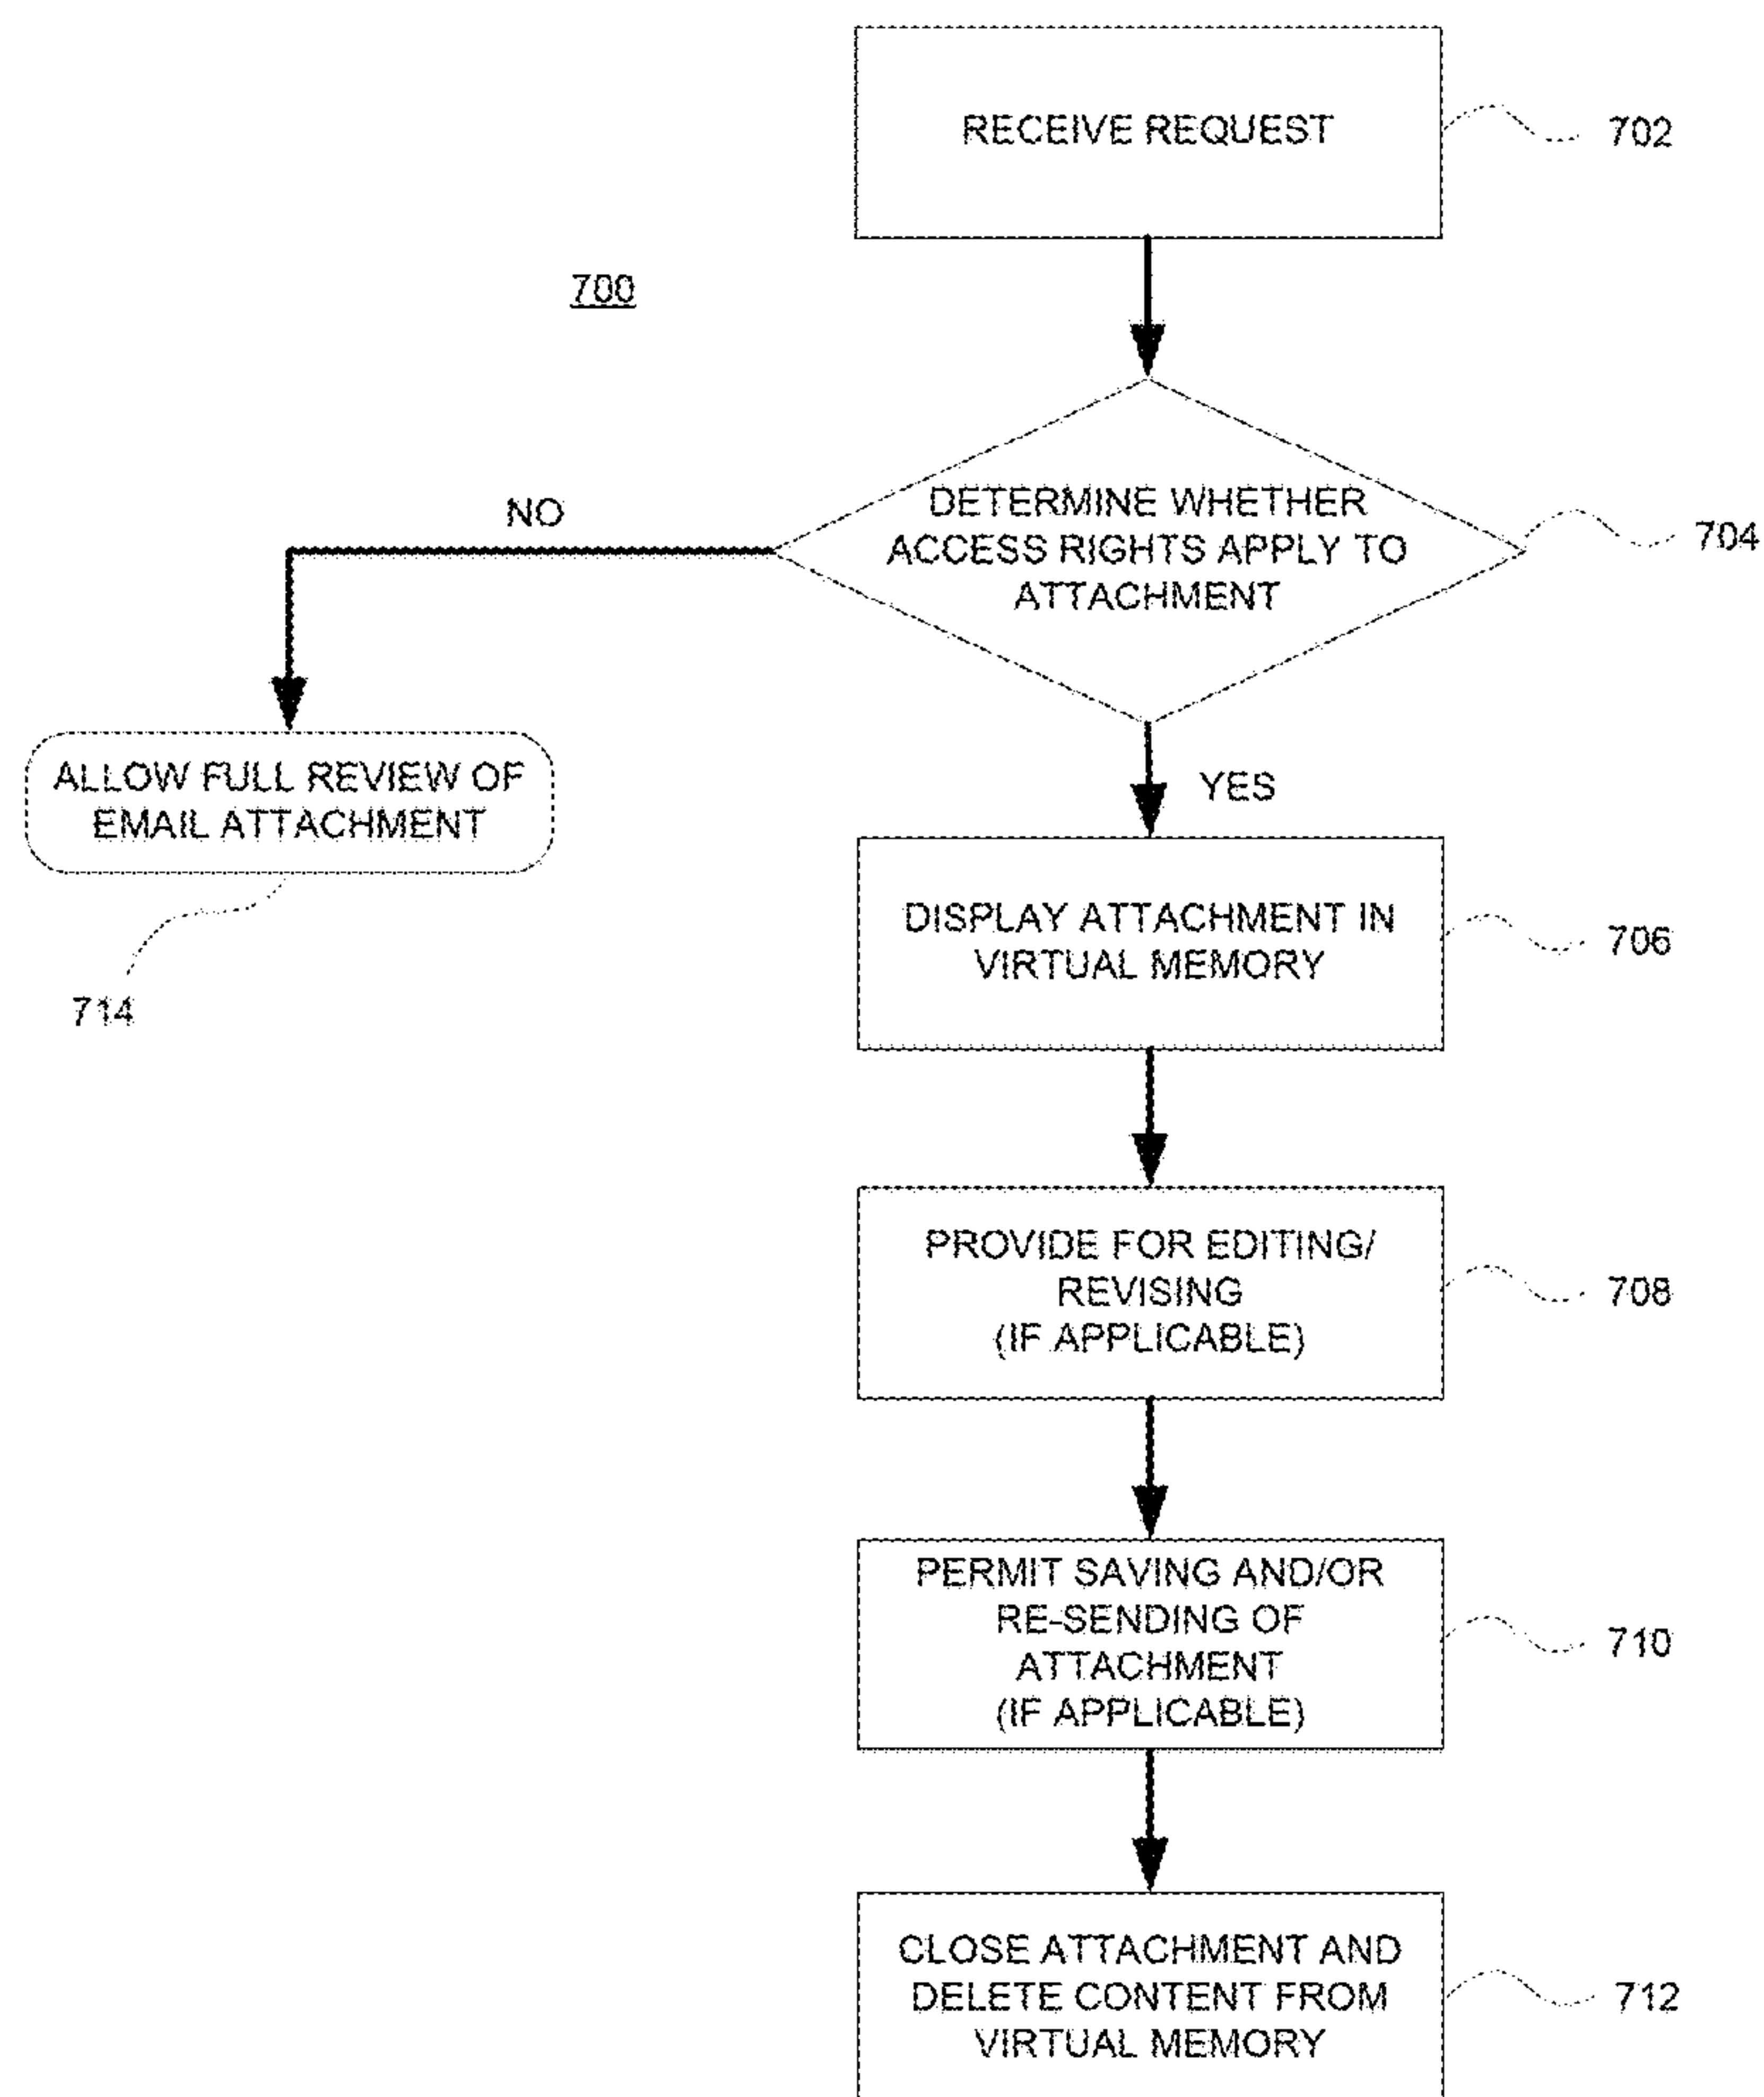 RECEIVE REQUEST
702
700
DETERMINE WHETHER
ACCESS RIGHTS APPLY TO
ATTACHMENT
704
NO
YES
ALLOW FULL REVIEW OF
EMAIL ATTACHMENT
714
DISPLAY ATTACHMENT IN
VIRTUAL MEMORY
706
PROVIDE FOR EDITING/
REVISING
(IF APPLICABLE)
708
PERMIT SAVING AND/OR
RE-SENDING OF
ATTACHMENT
(IF APPLICABLE)
710
CLOSE ATTACHMENT AND
DELETE CONTENT FROM
VIRTUAL MEMORY
712